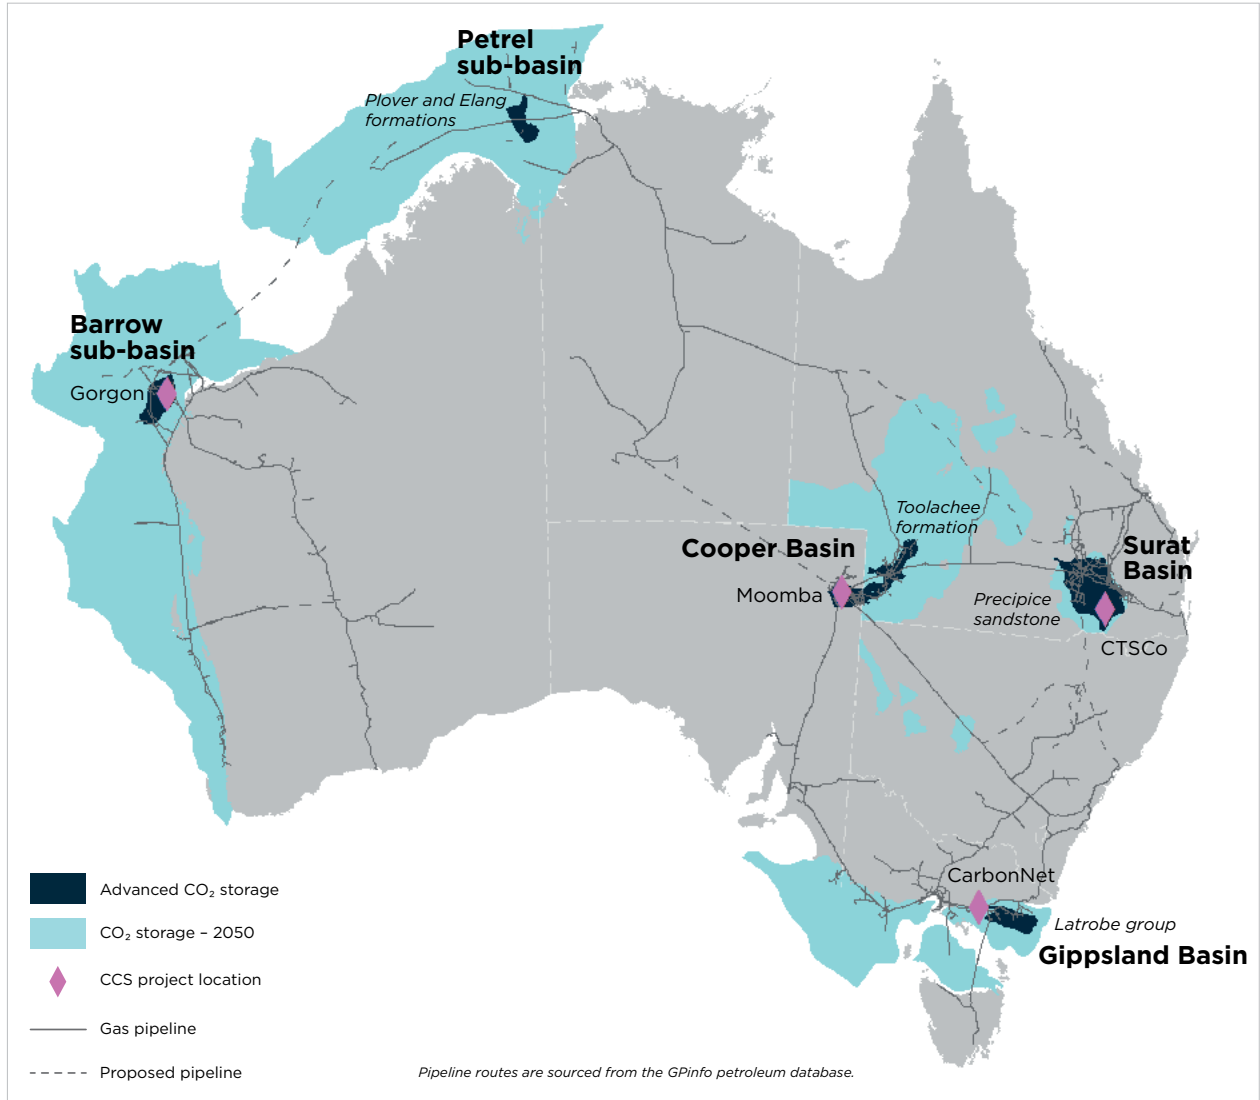 Petrel
sub-basin
Plover and Elang
formations
Barrow
sub-basin
Gorgon
Toolachee
formation
Cooper Basin
Moomba
Surat
Basin
Precipice
sandstone
CTSCo
CarbonNet
Latrobe group
Gippsland Basin
Advanced CO₂ storage
CO₂ storage – 2050
CCS project location
Gas pipeline
Proposed pipeline
Pipeline routes are sourced from the GPinfo petroleum database.